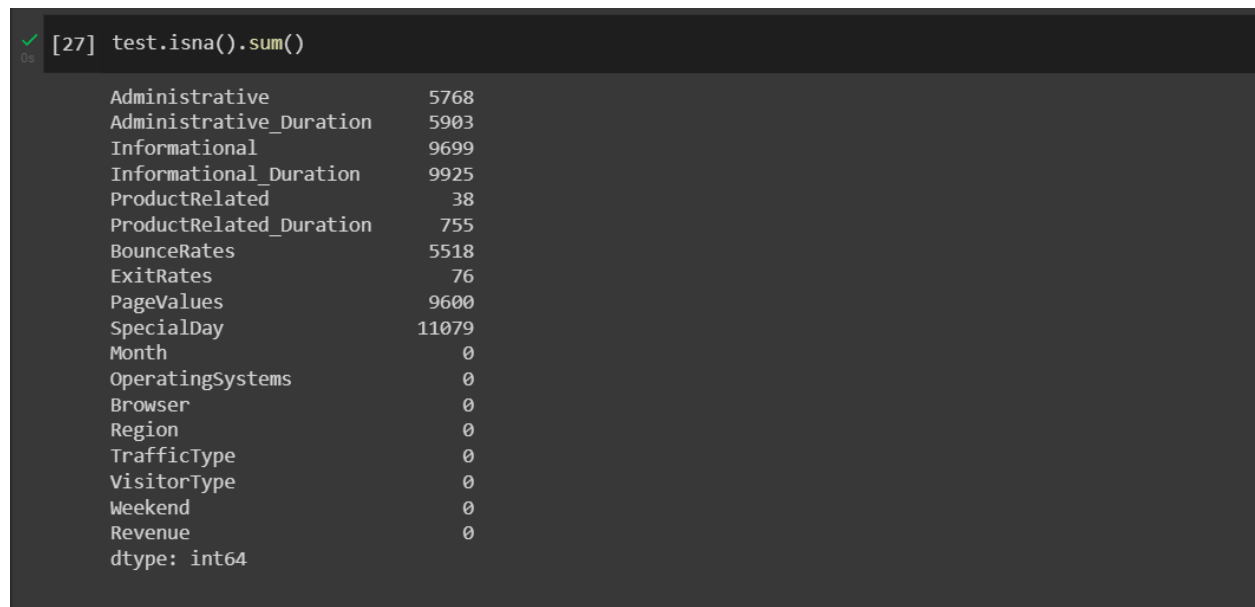 [27] test.isna().sum()
0s
Administrative 5768
Administrative_Duration 5903
Informational 9699
Informational_Duration 9925
ProductRelated 38
ProductRelated_Duration 755
BounceRates 5518
ExitRates 76
PageValues 9600
SpecialDay 11079
Month 0
OperatingSystems 0
Browser 0
Region 0
TrafficType 0
VisitorType 0
Weekend 0
Revenue 0
dtype: int64